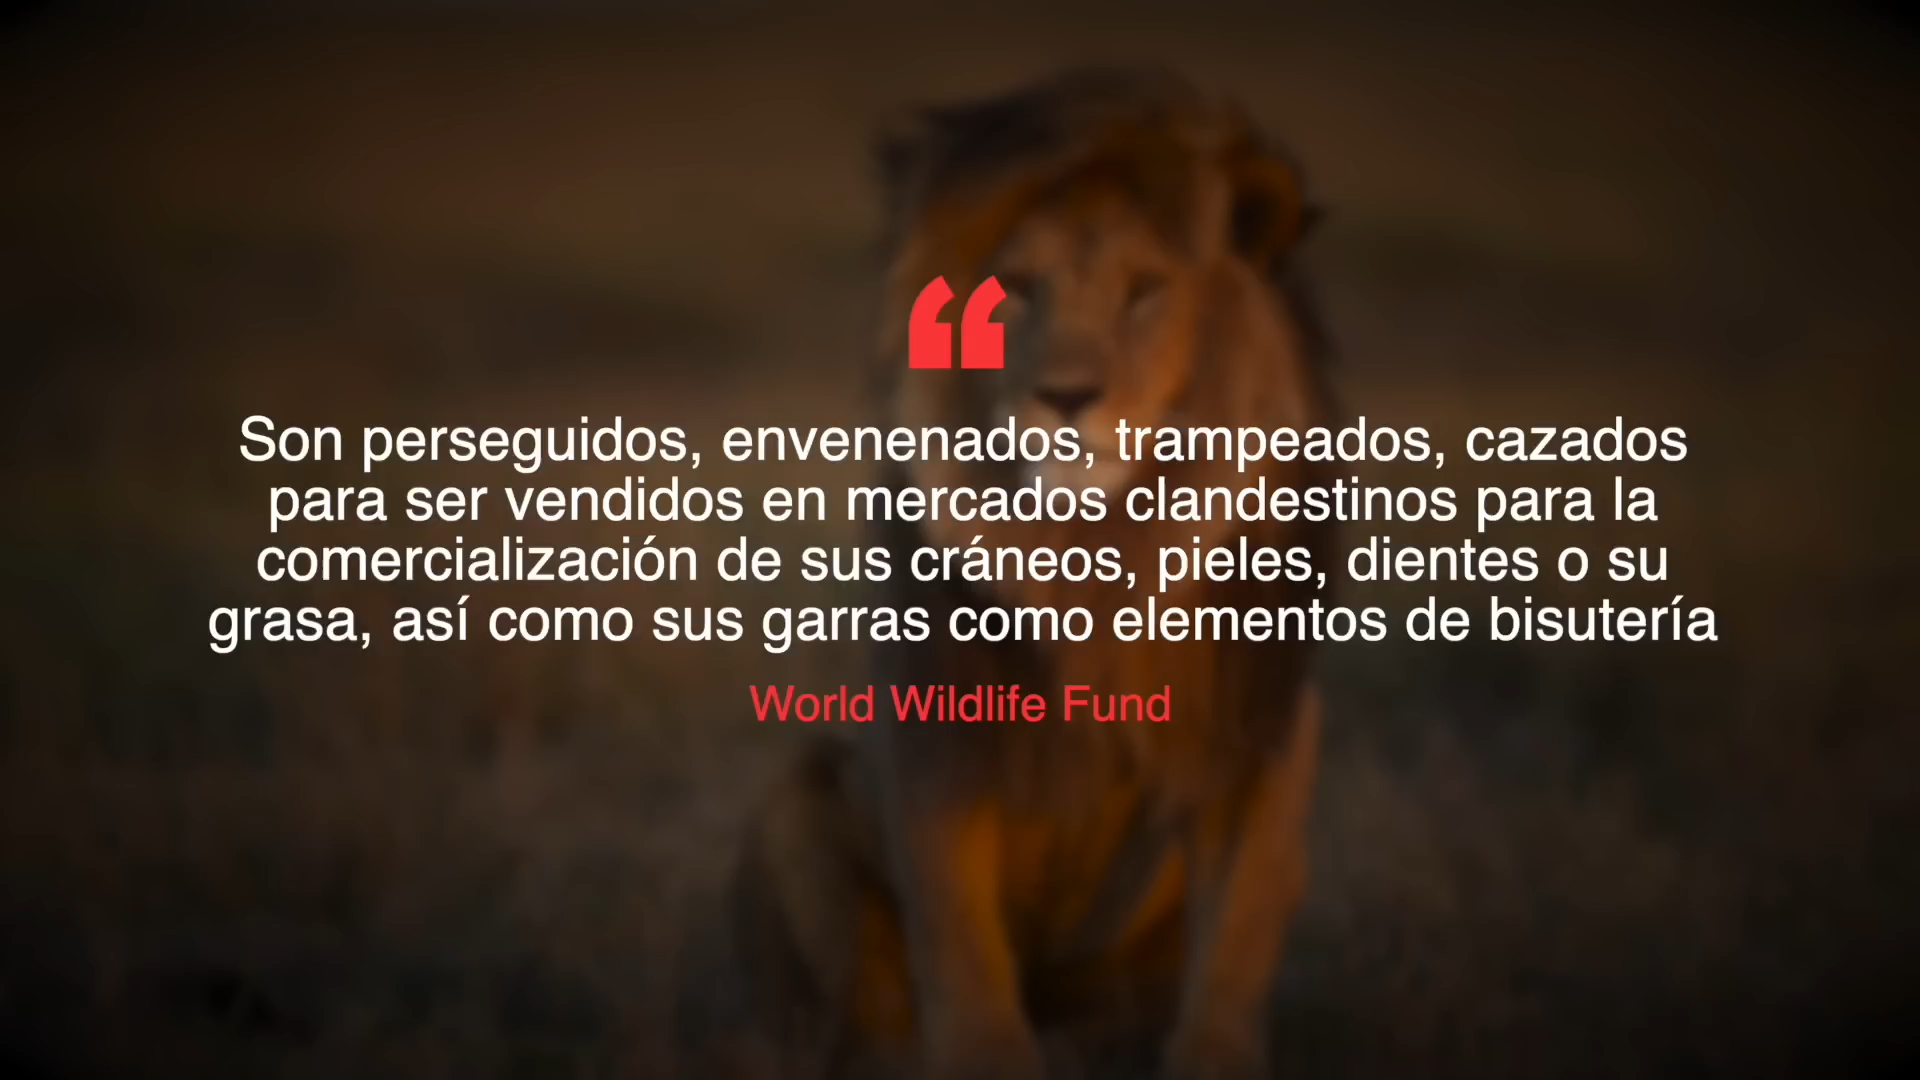 “
Son perseguidos, envenenados, trampeados, cazados
para ser vendidos en mercados clandestinos para la
comercialización de sus cráneos, pieles, dientes o su
grasa, así como sus garras como elementos de bisutería
World Wildlife Fund